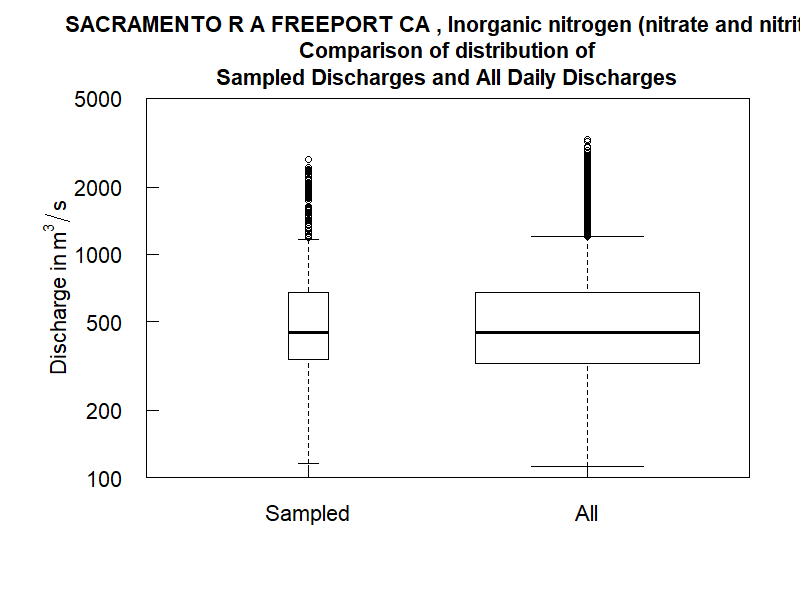 SACRAMENTO R A FREEPORT CA , Inorganic nitrogen (nitrate and nitrit
Comparison of distribution of
Sampled Discharges and All Daily Discharges
5000
2000
1000
500
200
100
Discharge in m³/s
Sampled
All